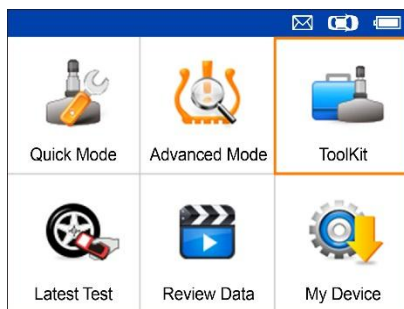 Quick Mode
Advanced Mode
ToolKit
Latest Test
Review Data
My Device